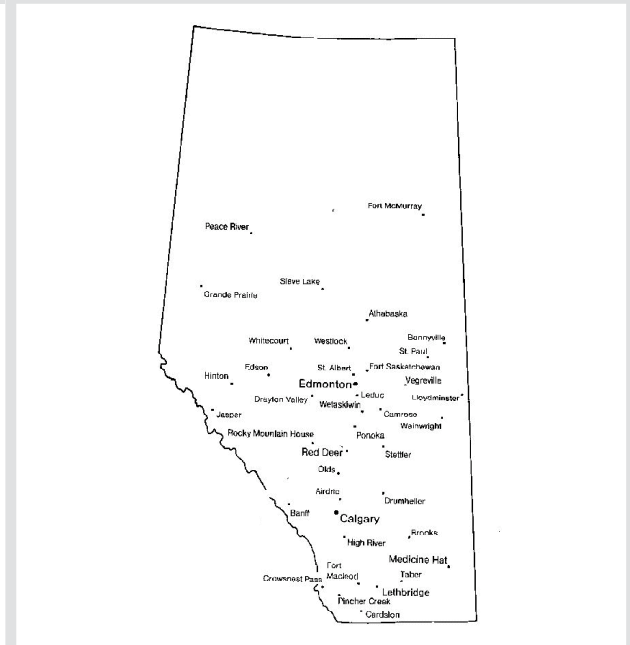 Fort McMurray
Peace River
Slave Lake
Grande Prairie
Athabaska
Bonnyville
Whitecourt
Westlock
St. Paul
Edson
St. Albert
Fort Saskatchewan
Hinton
Vegreville
Edmonton
Drayton Valley
Leduc
Lloydminster
Wetaskiwin
Jasper
Camrose
Wainwright
Rocky Mountain House
Ponoka
Red Deer
Stettler
Olds
Airdrie
Drumheller
Banff
Calgary
Brooks
High River
Medicine Hat
Fort
Macleod
Taber
Crowsnest Pass
Lethbridge
Pincher Creek
Cardston